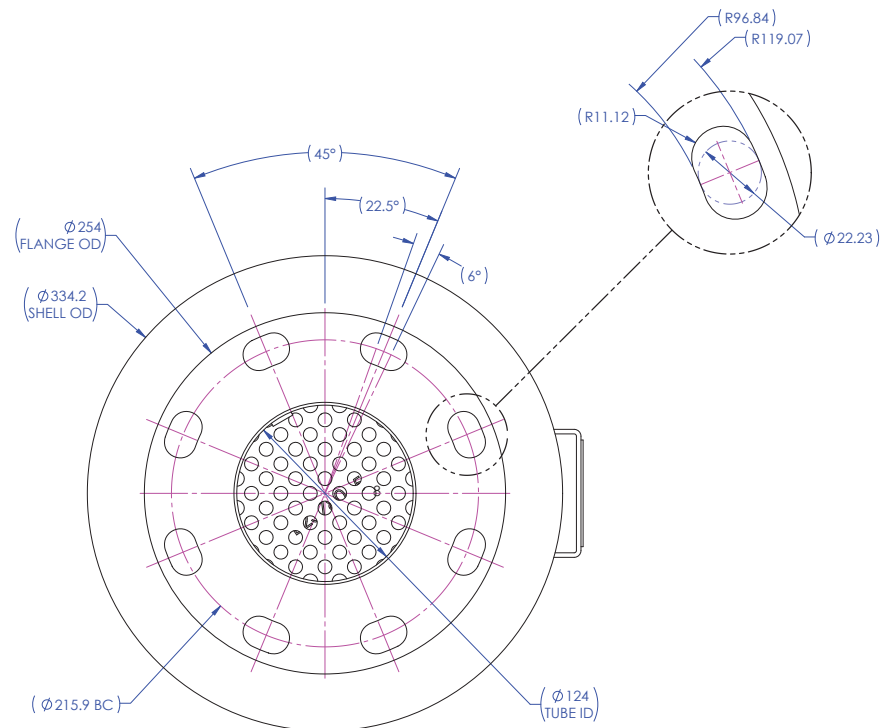 (R96.84)
(R119.07)
(R11.12)
(Ø22.23)
(45°)
(22.5°)
(6°)
(Ø254
FLANGE OD)
(Ø334.2
SHELL OD)
(Ø215.9 BC)
(Ø124
TUBE ID)